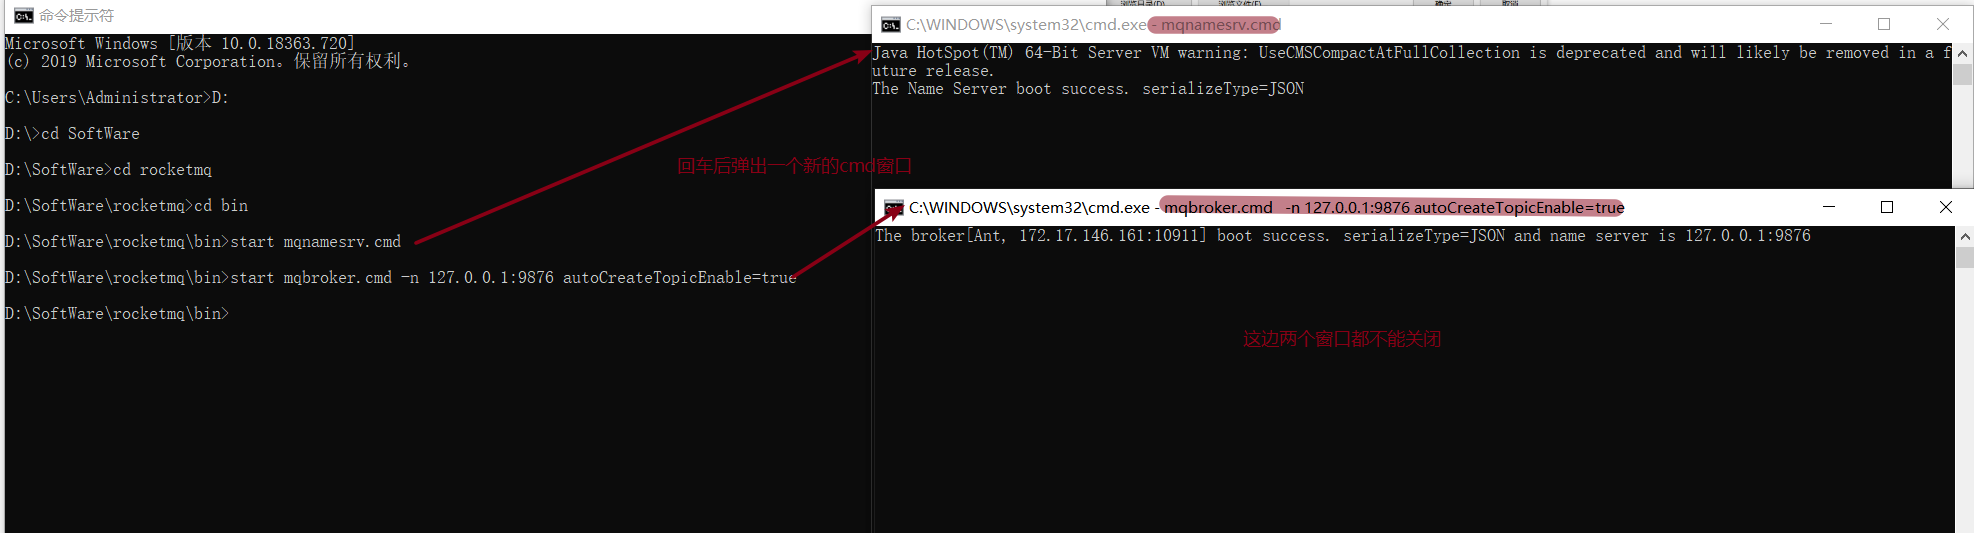 命令提示符
Microsoft Windows [版本 10.0.18363.720]
(c) 2019 Microsoft Corporation。保留所有权利。
C:\Users\Administrator>D:
D:\>cd SoftWare
D:\SoftWare>cd rocketmq
D:\SoftWare\rocketmq>cd bin
D:\SoftWare\rocketmq\bin>start mqnamesrv.cmd
D:\SoftWare\rocketmq\bin>start mqbroker.cmd -n 127.0.0.1:9876 autoCreateTopicEnable=true
D:\SoftWare\rocketmq\bin>
回车后弹出一个新的cmd窗口
C:\WINDOWS\system32\cmd.exe - mqnamesrv.cmd
Java HotSpot(TM) 64-Bit Server VM warning: UseCMSCompactAtFullCollection is deprecated and will likely be removed in a f
uture release.
The Name Server boot success. serializeType=JSON
C:\WINDOWS\system32\cmd.exe - mqbroker.cmd -n 127.0.0.1:9876 autoCreateTopicEnable=true
The broker[Ant, 172.17.146.161:10911] boot success. serializeType=JSON and name server is 127.0.0.1:9876
这边两个窗口都不能关闭